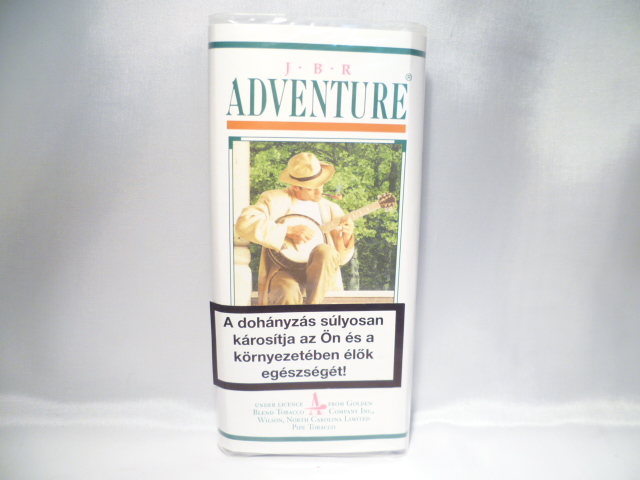 J·B·R
ADVENTURE®
A dohányzás súlyosan
károsítja az Ön és a
környezetében élők
egészségét!
UNDER LICENCE A FROM GOLDEN
BLEND TOBACCO COMPANY INC.,
WILSON, NORTH CAROLINA LIMITED
PIPE TOBACCO